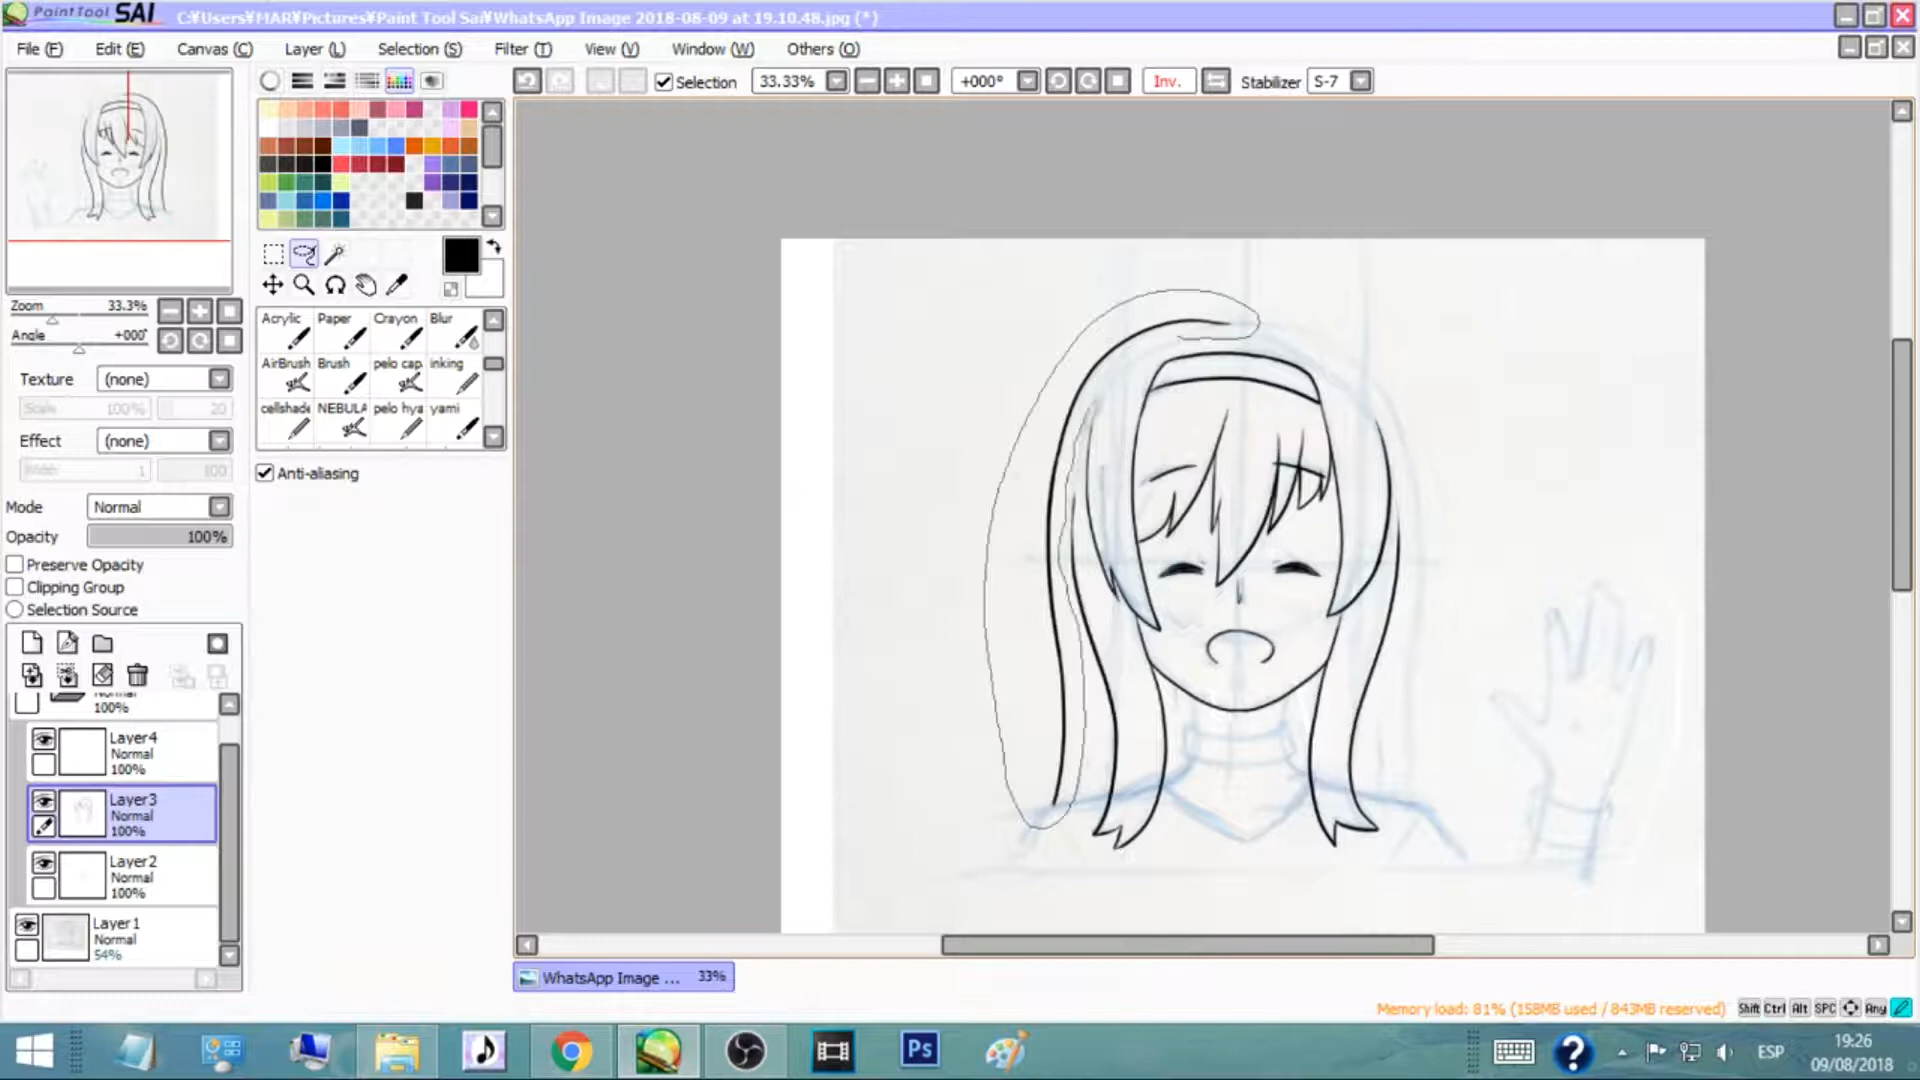 PaintTool SAI C:¥Users¥MAR¥Pictures¥Paint Tool Sai¥WhatsApp Image 2018-08-09 at 19.10.48.jpg (*)
File (F) Edit (E) Canvas (C) Layer (L) Selection (S) Filter (T) View (V) Window (W) Others (O)
Selection 33.33% +000° Inv. Stabilizer S-7
Zoom 33.3%
Angle +000°
Texture (none)
Scale 100% 20
Effect (none)
Width 1 100
Mode Normal
Opacity 100%
Preserve Opacity
Clipping Group
Selection Source
Acrylic Paper Crayon Blur
AirBrush Brush pelo cap inking
cellshade NEBULA pelo hya yami
Anti-aliasing
Normal
100%
Layer4
Normal
100%
Layer3
Normal
100%
Layer2
Normal
100%
Layer1
Normal
54%
WhatsApp Image ... 33%
Memory load: 81% (158MB used / 843MB reserved) Shift Ctrl Alt SPC Any
Ps
ESP
19:26
09/08/2018